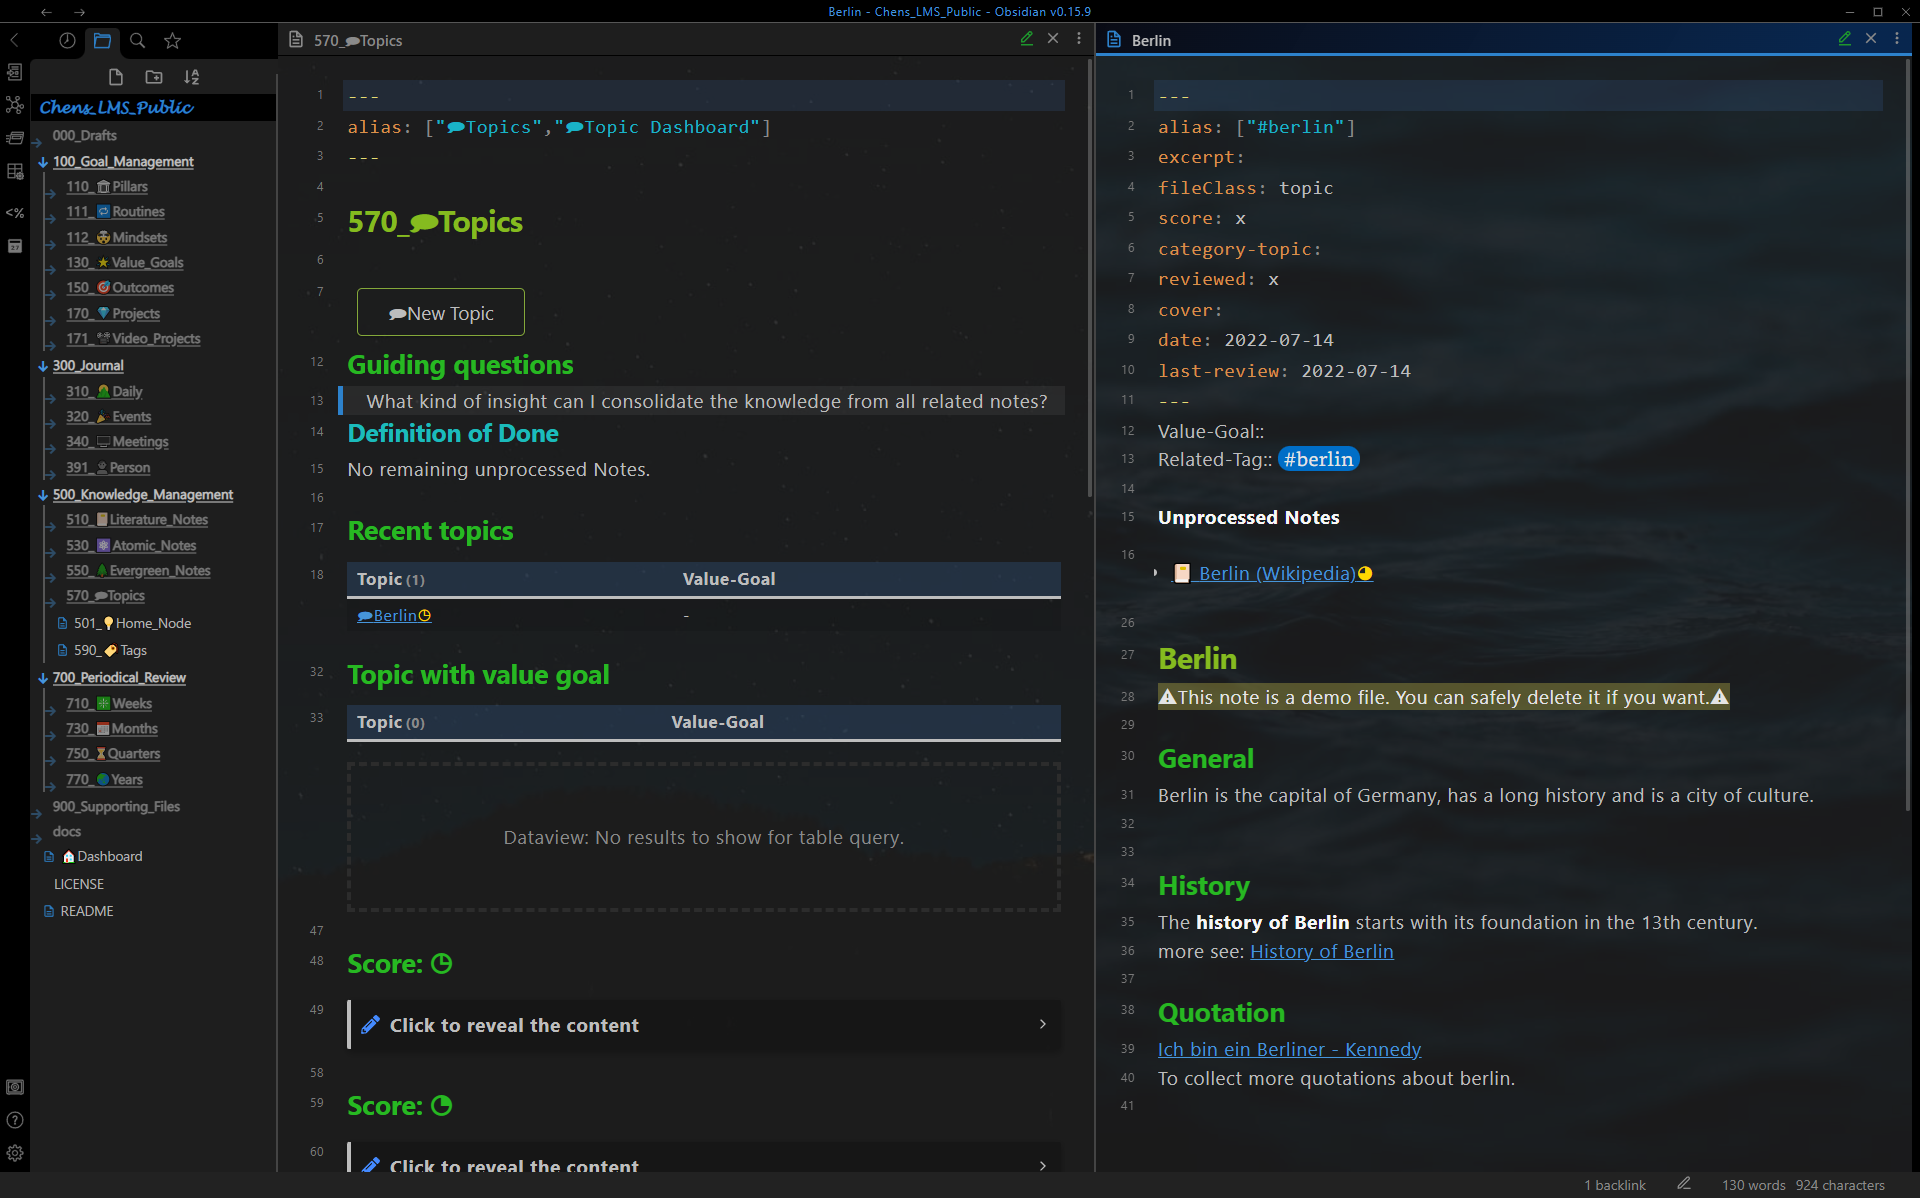 Berlin - Chens_LMS_Public - Obsidian v0.15.9
Chens_LMS_Public
000_Drafts
100_Goal_Management
110_🏛Pillars
111_🔁Routines
112_🤯Mindsets
130_⭐Value_Goals
150_🎯Outcomes
170_💎Projects
171_📽Video_Projects
300_Journal
310_Daily
320_🎉Events
340_Meetings
391_Person
500_Knowledge_Management
510_📔Literature_Notes
530_⚛Atomic_Notes
550_🌲Evergreen_Notes
570_💬Topics
501_💡Home_Node
590_🏷Tags
700_Periodical_Review
710_Weeks
730_📅Months
750_⌛Quarters
770_🌏Years
900_Supporting_Files
docs
🏠Dashboard
LICENSE
README
570_💬Topics
1 ---
2 alias: ["💬Topics","💬Topic Dashboard"]
3 ---
4
5 570_💬Topics
6
7 💬New Topic
12 Guiding questions
13 What kind of insight can I consolidate the knowledge from all related notes?
14 Definition of Done
15 No remaining unprocessed Notes.
16
17 Recent topics
18 Topic (1) Value-Goal
💬Berlin◔ -
32 Topic with value goal
33 Topic (0) Value-Goal
Dataview: No results to show for table query.
47
48 Score: ◷
49 Click to reveal the content
58
59 Score: ◔
60 Click to reveal the content
Berlin
1 ---
2 alias: ["#berlin"]
3 excerpt:
4 fileClass: topic
5 score: x
6 category-topic:
7 reviewed: x
8 cover:
9 date: 2022-07-14
10 last-review: 2022-07-14
11 ---
12 Value-Goal::
13 Related-Tag:: #berlin
14
15 Unprocessed Notes
16 📔 Berlin (Wikipedia)◕
26
27 Berlin
28 ⚠This note is a demo file. You can safely delete it if you want.⚠
29
30 General
31 Berlin is the capital of Germany, has a long history and is a city of culture.
32
33
34 History
35 The history of Berlin starts with its foundation in the 13th century.
36 more see: History of Berlin
37
38 Quotation
39 Ich bin ein Berliner - Kennedy
40 To collect more quotations about berlin.
41
1 backlink 130 words 924 characters